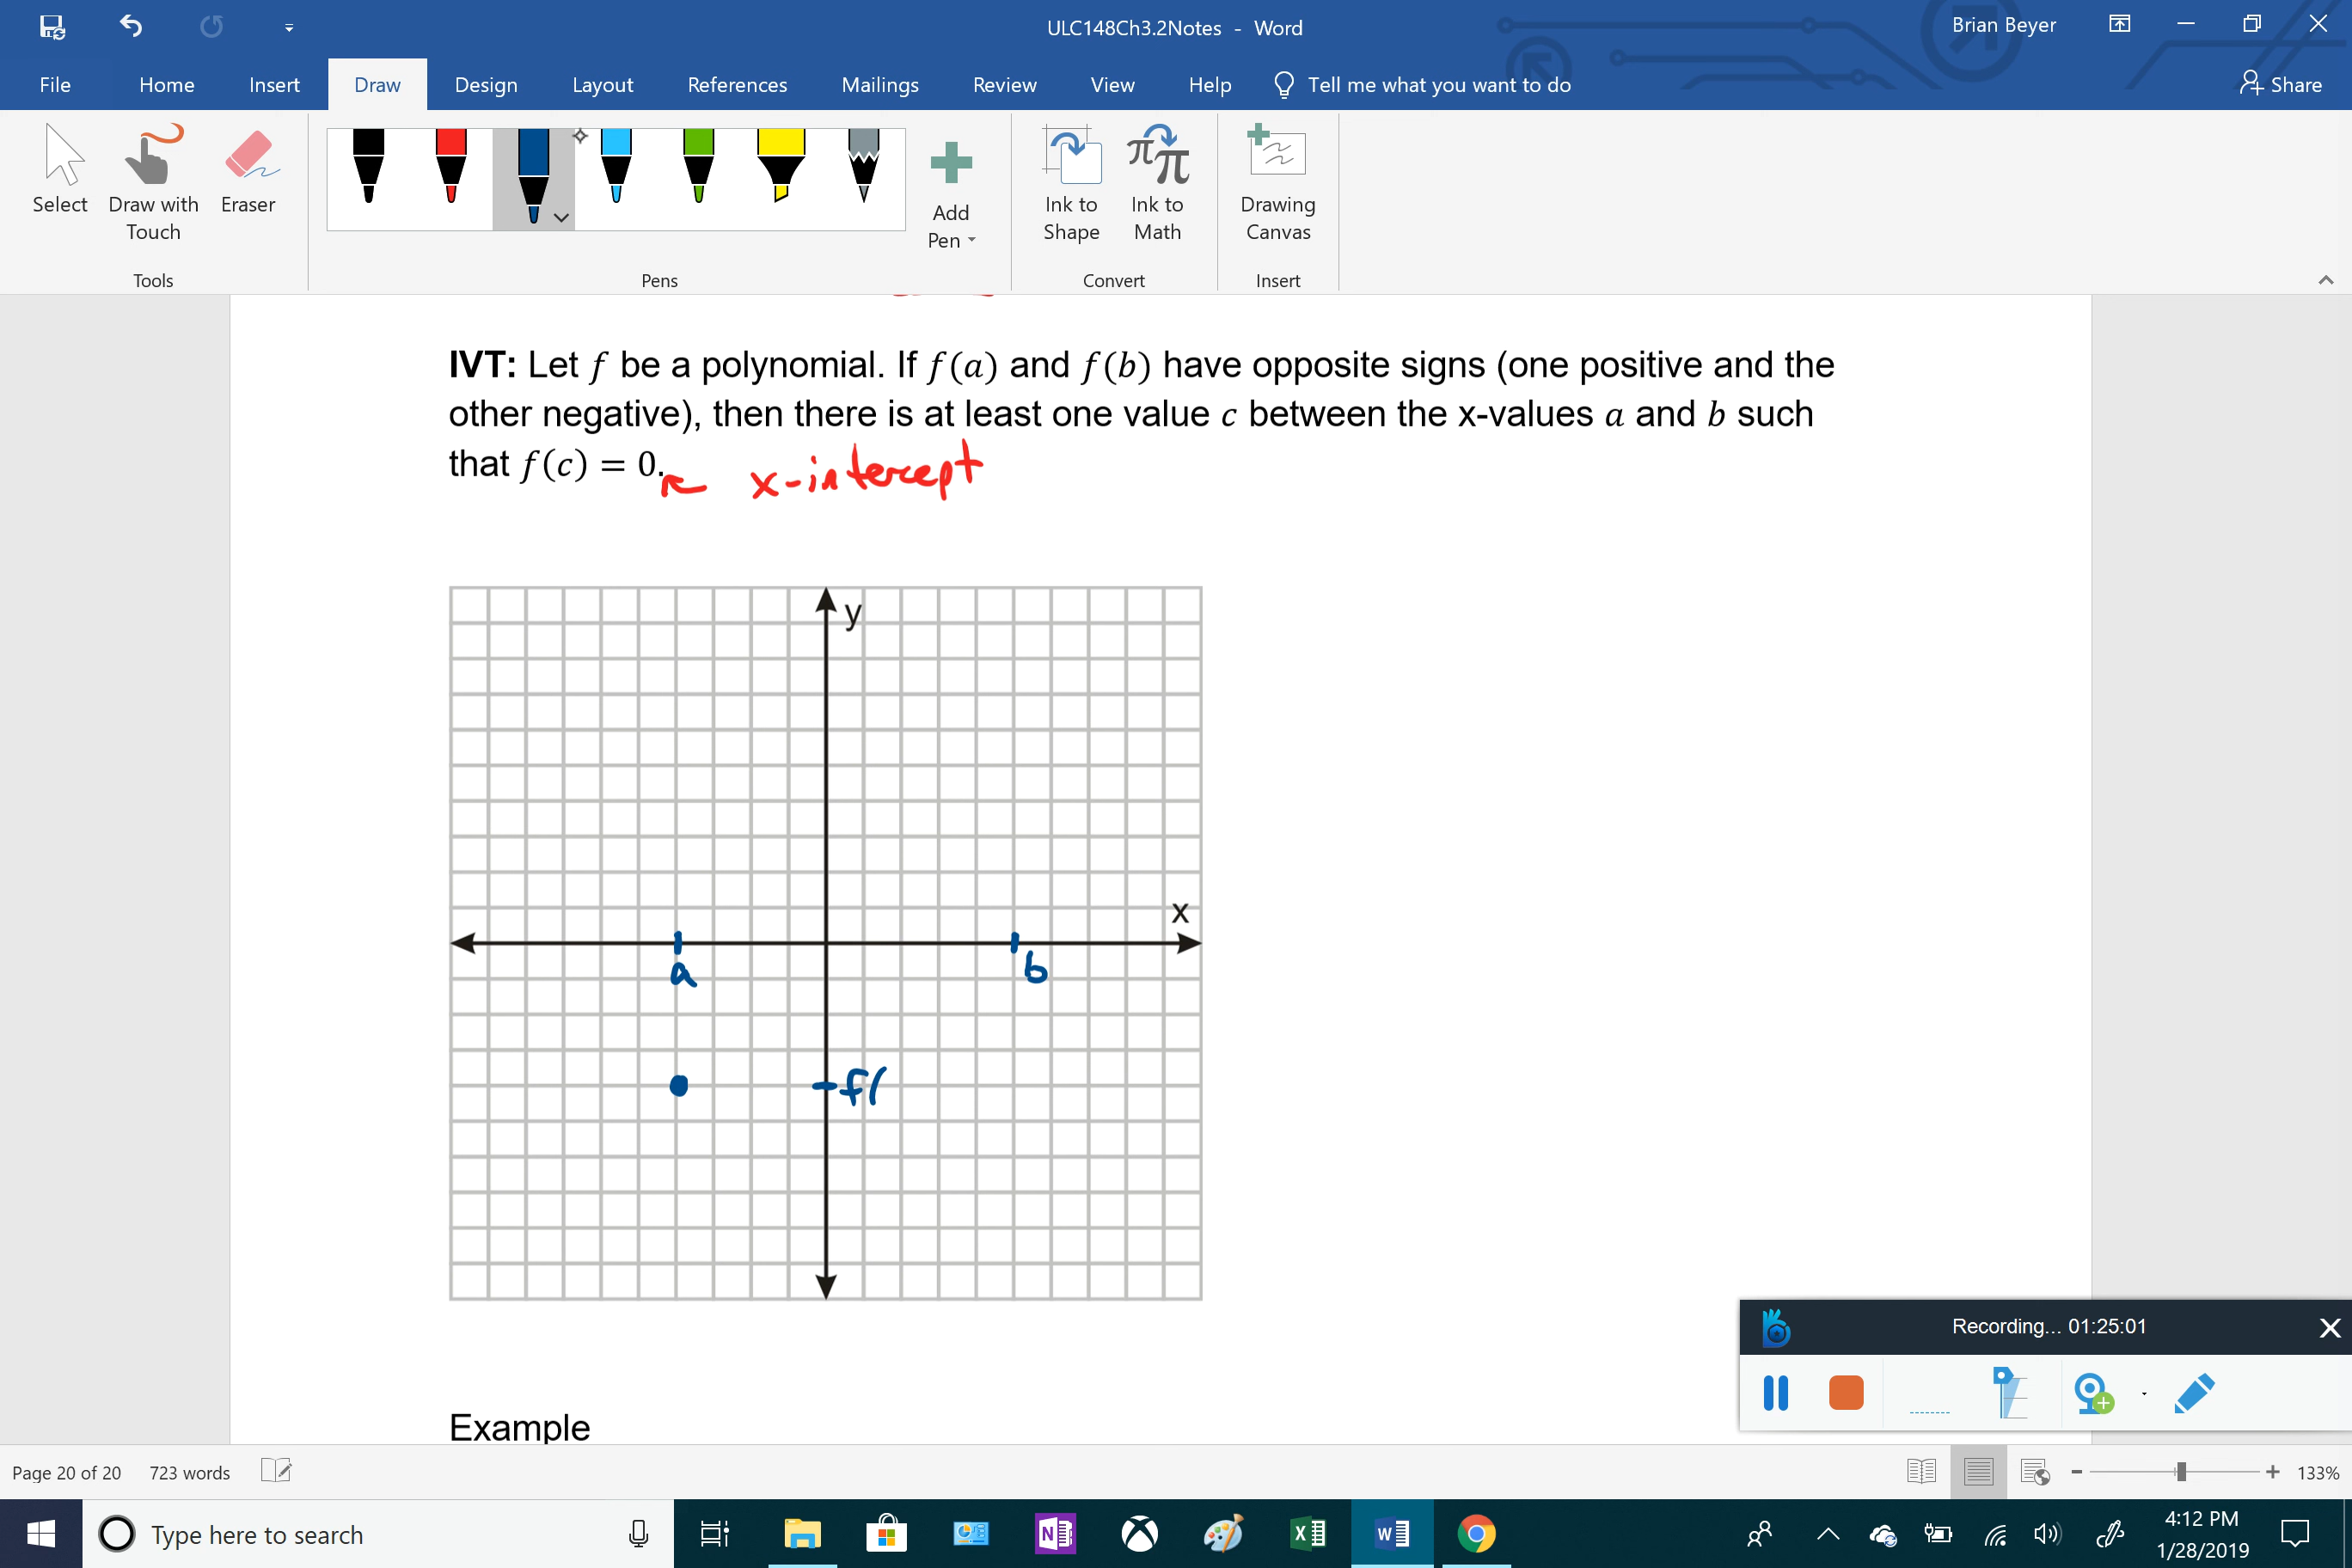 ULC148Ch3.2Notes - Word
Brian Beyer
File Home Insert Draw Design Layout References Mailings Review View Help Tell me what you want to do Share
Select Draw with Touch Eraser
Add Pen
Ink to Shape Ink to Math
Drawing Canvas
Tools Pens Convert Insert
IVT: Let f be a polynomial. If f(a) and f(b) have opposite signs (one positive and the
other negative), then there is at least one value c between the x-values a and b such
that f(c) = 0.
x-intercept
y
x
a
b
f(
Recording... 01:25:01
Example
Page 20 of 20 723 words 133%
Type here to search
4:12 PM
1/28/2019